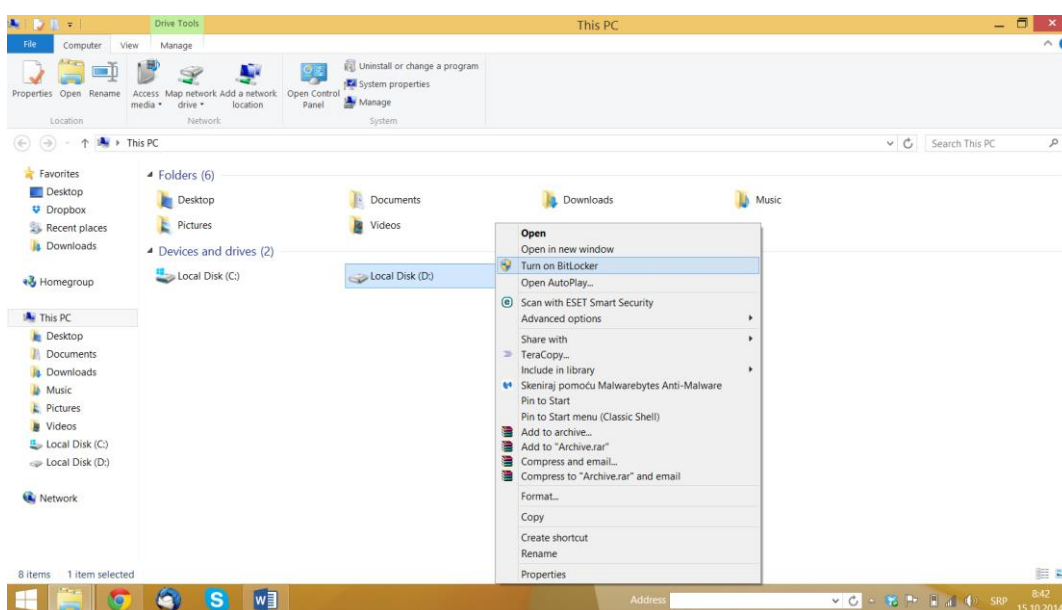 Drive Tools This PC
File Computer View Manage
Properties Open Rename
Location
Access media Map network drive Add a network location
Network
Open Control Panel
Uninstall or change a program
System properties
Manage
System
This PC
Search This PC
Favorites
Desktop
Dropbox
Recent places
Downloads
Homegroup
This PC
Desktop
Documents
Downloads
Music
Pictures
Videos
Local Disk (C:)
Local Disk (D:)
Network
Folders (6)
Desktop Documents Downloads Music
Pictures Videos
Devices and drives (2)
Local Disk (C:) Local Disk (D:)
Open
Open in new window
Turn on BitLocker
Open AutoPlay...
Scan with ESET Smart Security
Advanced options
Share with
TeraCopy...
Include in library
Skeniraj pomoću Malwarebytes Anti-Malware
Pin to Start
Pin to Start menu (Classic Shell)
Add to archive...
Add to "Archive.rar"
Compress and email...
Compress to "Archive.rar" and email
Format...
Copy
Create shortcut
Rename
Properties
8 items 1 item selected
Address SRP 8:42
15.10.2014